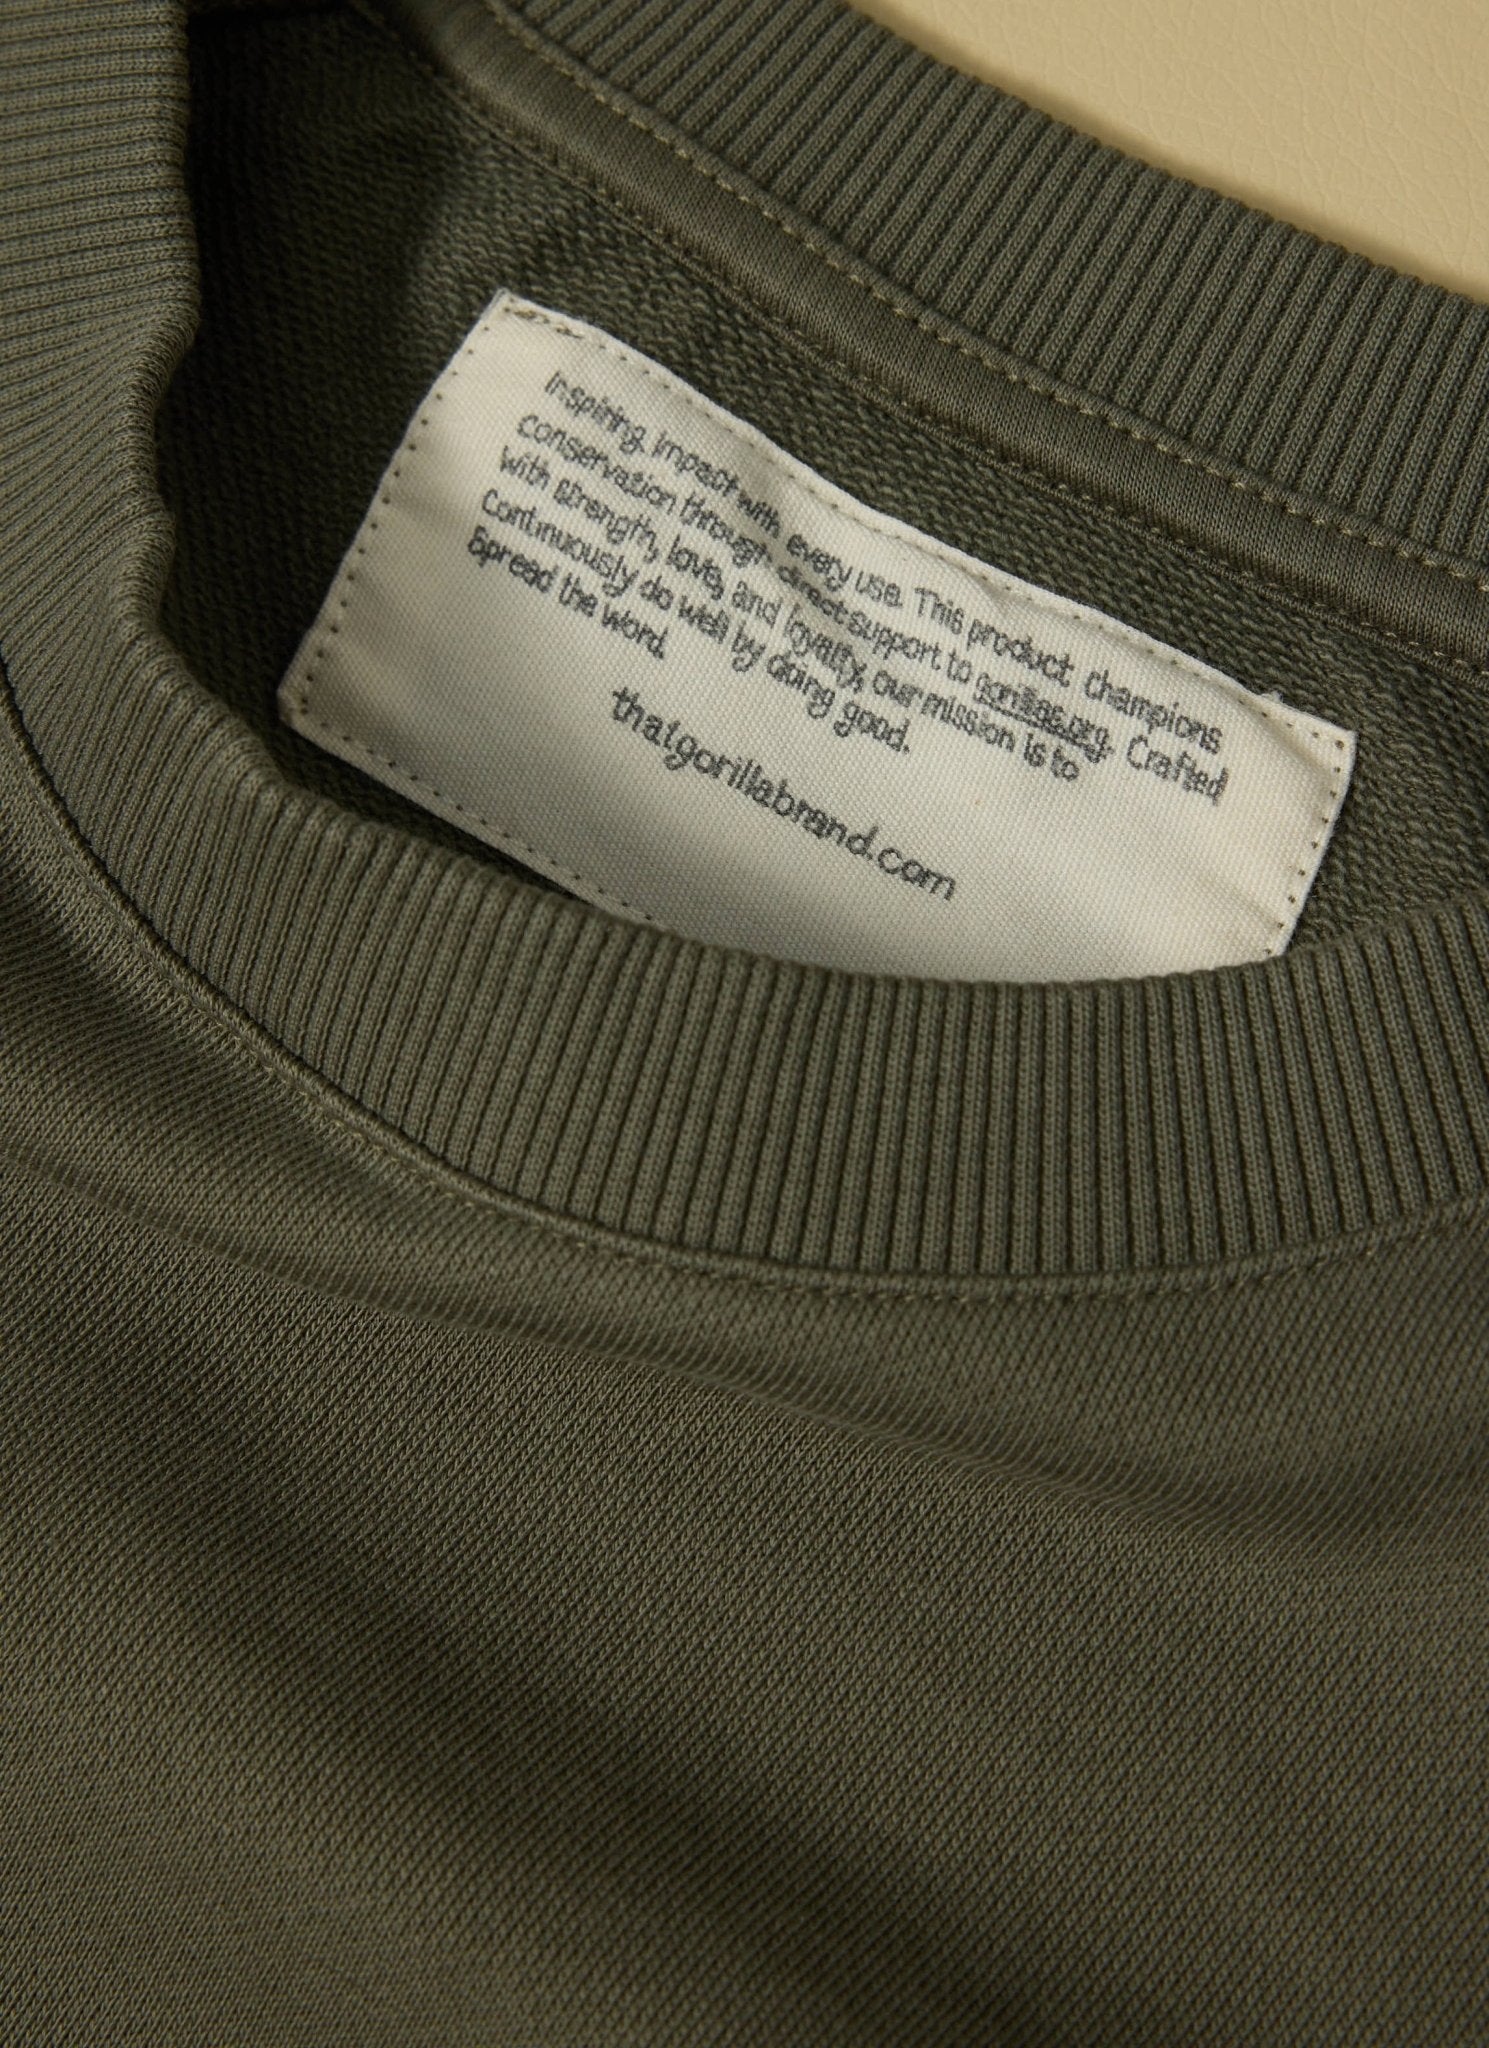 Inspiring impact with every use. This product champions
conservation through direct support to gorillas.org. Crafted
with strength, love, and loyalty, our mission is to
Continuously do well by doing good.
Spread the word.
thatgorillabrand.com